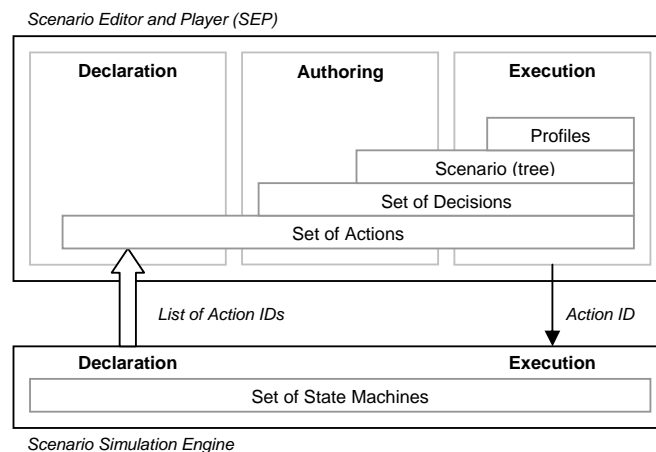 Scenario Editor and Player (SEP)
Declaration
Authoring
Execution
Profiles
Scenario (tree)
Set of Decisions
Set of Actions
List of Action IDs
Action ID
Declaration
Execution
Set of State Machines
Scenario Simulation Engine